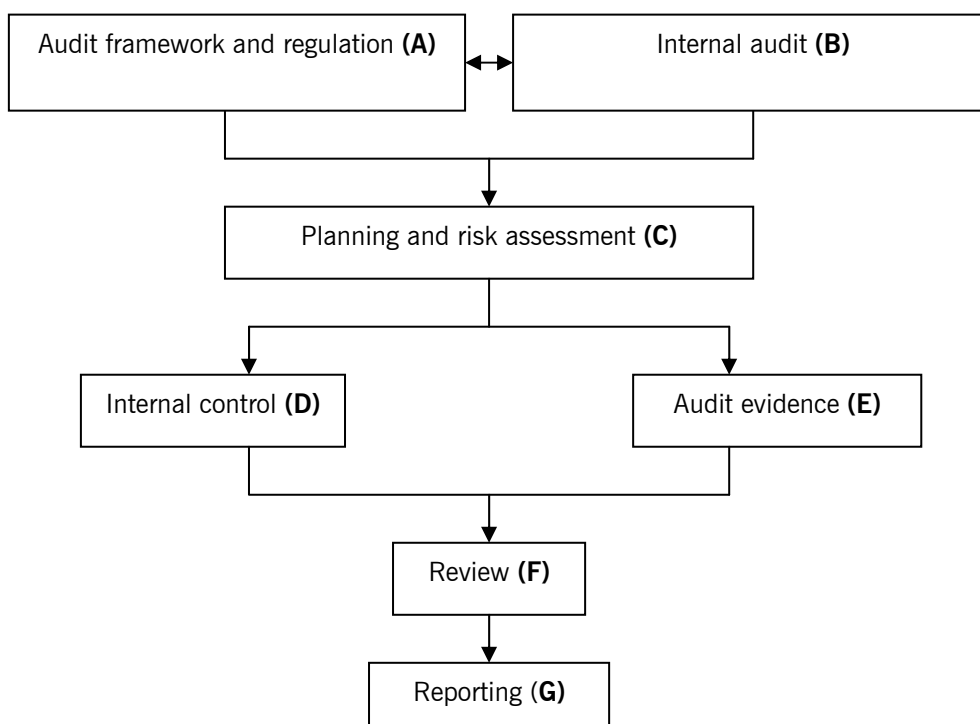 Audit framework and regulation (A)
Internal audit (B)
Planning and risk assessment (C)
Internal control (D)
Audit evidence (E)
Review (F)
Reporting (G)